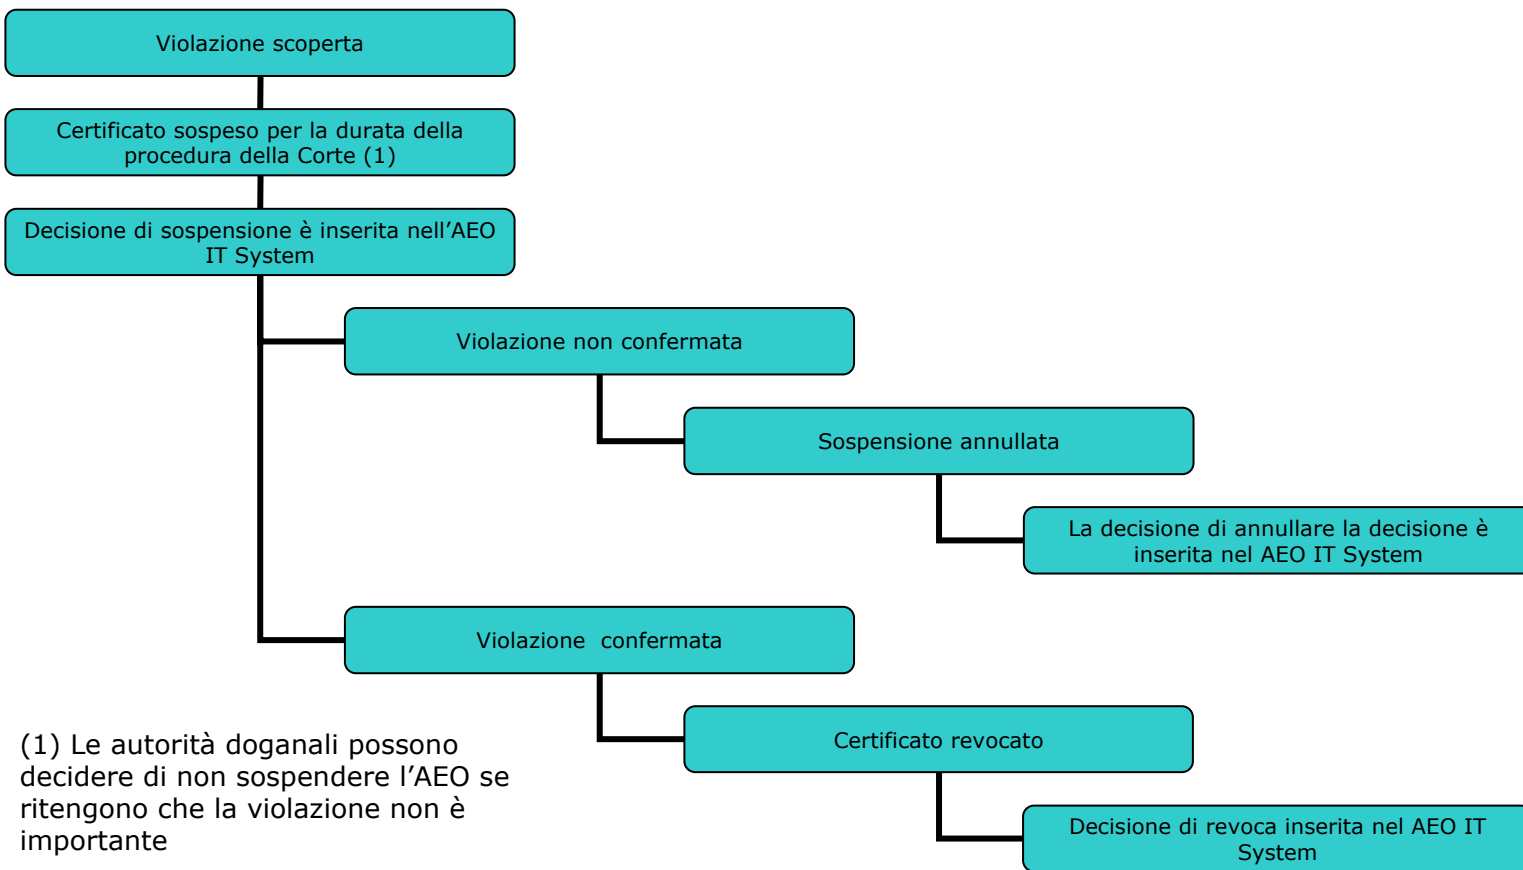 Violazione scoperta
Certificato sospeso per la durata della
procedura della Corte (1)
Decisione di sospensione è inserita nell’AEO
IT System
Violazione non confermata
Sospensione annullata
La decisione di annullare la decisione è
inserita nel AEO IT System
Violazione  confermata
Certificato revocato
Decisione di revoca inserita nel AEO IT
System
(1) Le autorità doganali possono
decidere di non sospendere l’AEO se
ritengono che la violazione non è
importante